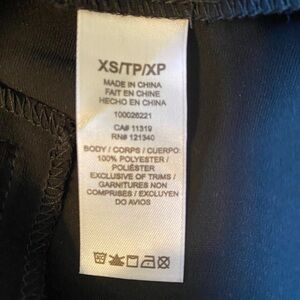 XS/TP/XP
MADE IN CHINA
FAIT EN CHINE
HECHO EN CHINA
100026221
CA# 11319
RN# 121340
BODY / CORPS / CUERPO:
100% POLYESTER /
POLIÉSTER
EXCLUSIVE OF TRIMS /
GARNITURES NON
COMPRISES / EXCLUYEN
DO AVIOS